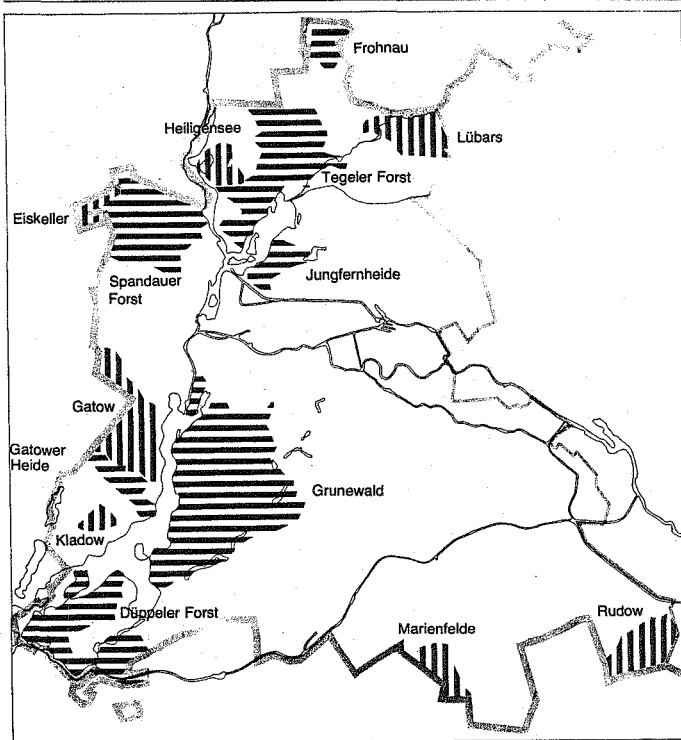 Frohnau
Heiligensee
Lübars
Tegeler Forst
Eiskeller
Jungfernheide
Spandauer
Forst
Gatow
Gatower
Heide
Grunewald
Kladow
Düppeler Forst
Marienfelde
Rudow